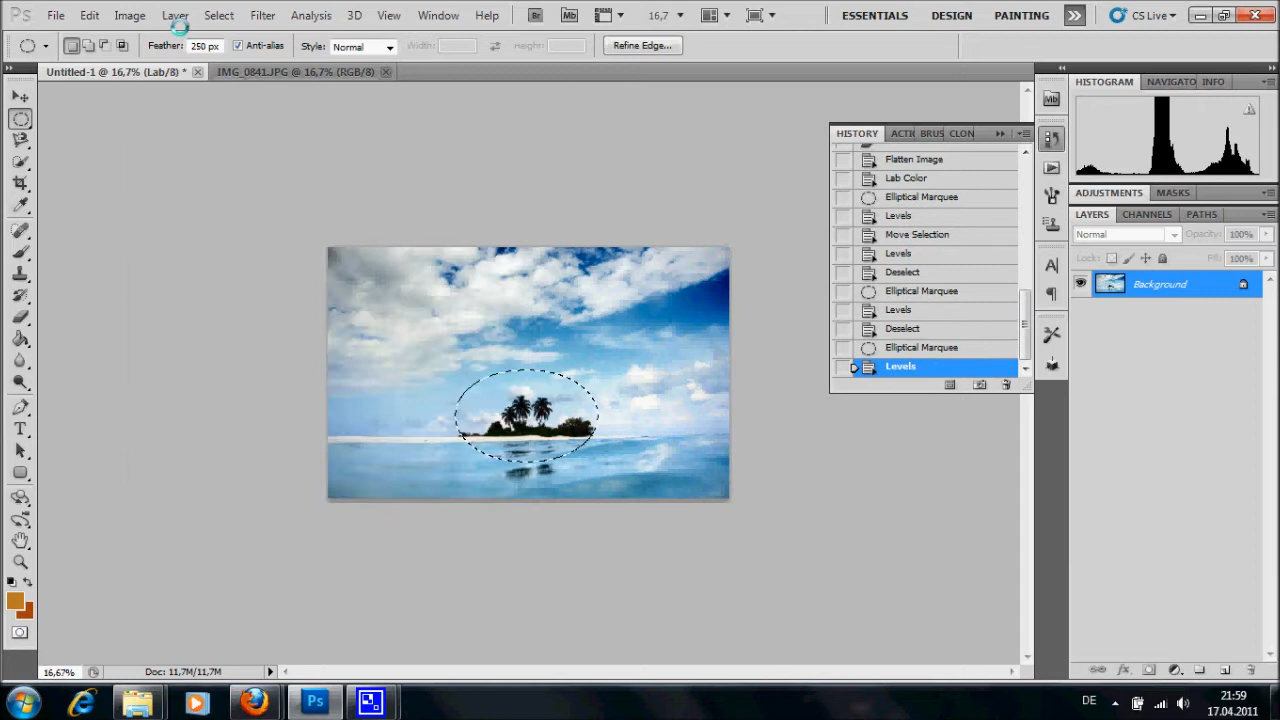 Ps File Edit Image Layer Select Filter Analysis 3D View Window Help Br Mb 16,7 ESSENTIALS DESIGN PAINTING CS Live
Feather: 250 px Anti-alias Style: Normal Width: Height: Refine Edge...
Untitled-1 @ 16,7% (Lab/8) * IMG_0841.JPG @ 16,7% (RGB/8)
HISTOGRAM NAVIGATO INFO
Mb
HISTORY ACTI BRUS CLON
Flatten Image
Lab Color
Elliptical Marquee
Levels
Move Selection
Levels
Deselect
Elliptical Marquee
Levels
Deselect
Elliptical Marquee
Levels
ADJUSTMENTS MASKS
LAYERS CHANNELS PATHS
Normal Opacity: 100%
Lock: Fill: 100%
Background
16,67% Doc: 11,7M/11,7M
Ps DE 21:59
17.04.2011